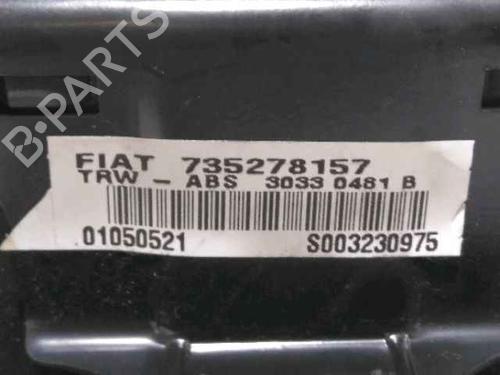 B-PARTS
FIAT 735278157
TRW - ABS 3033 0481 B
01050521 S003230975